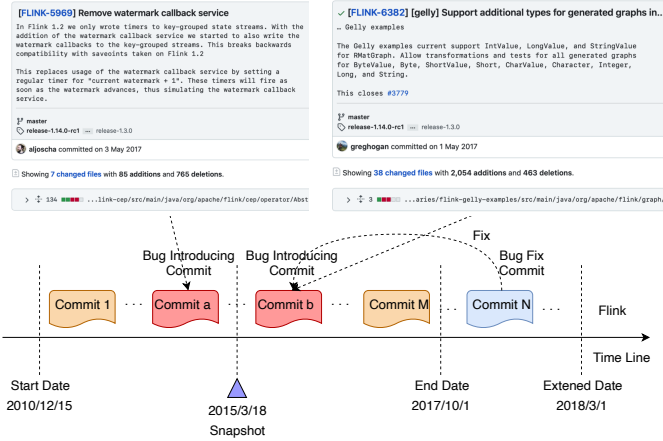 [FLINK-5969] Remove watermark callback service
In Flink 1.2 we only wrote timers to key-grouped state streams. With the
addition of the watermark callback service we started to also write the
watermark callbacks to the key-grouped streams. This breaks backwards
compatibility with saveoints taken on Flink 1.2
This replaces usage of the watermark callback service by setting a
regular timer for "current watermark + 1". These timers will fire as
soon as the watermark advances, thus simulating the watermark callback
service.
master
release-1.14.0-rc1 ... release-1.3.0
aljoscha committed on 3 May 2017
Showing 7 changed files with 85 additions and 765 deletions.
134 ...link-cep/src/main/java/org/apache/flink/cep/operator/Abst
✓ [FLINK-6382] [gelly] Support additional types for generated graphs in...
… Gelly examples
The Gelly examples current support IntValue, LongValue, and StringValue
for RMatGraph. Allow transformations and tests for all generated graphs
for ByteValue, Byte, ShortValue, Short, CharValue, Character, Integer,
Long, and String.
This closes #3779
master
release-1.14.0-rc1 ... release-1.3.0
greghogan committed on 1 May 2017
Showing 38 changed files with 2,054 additions and 463 deletions.
3 ...aries/flink-gelly-examples/src/main/java/org/apache/flink/graph/
Fix
Bug Introducing
Commit
Bug Introducing
Commit
Bug Fix
Commit
Commit 1
...
Commit a
...
Commit b
...
Commit M
...
Commit N
...
Flink
Time Line
Start Date
2010/12/15
2015/3/18
Snapshot
End Date
2017/10/1
Extened Date
2018/3/1